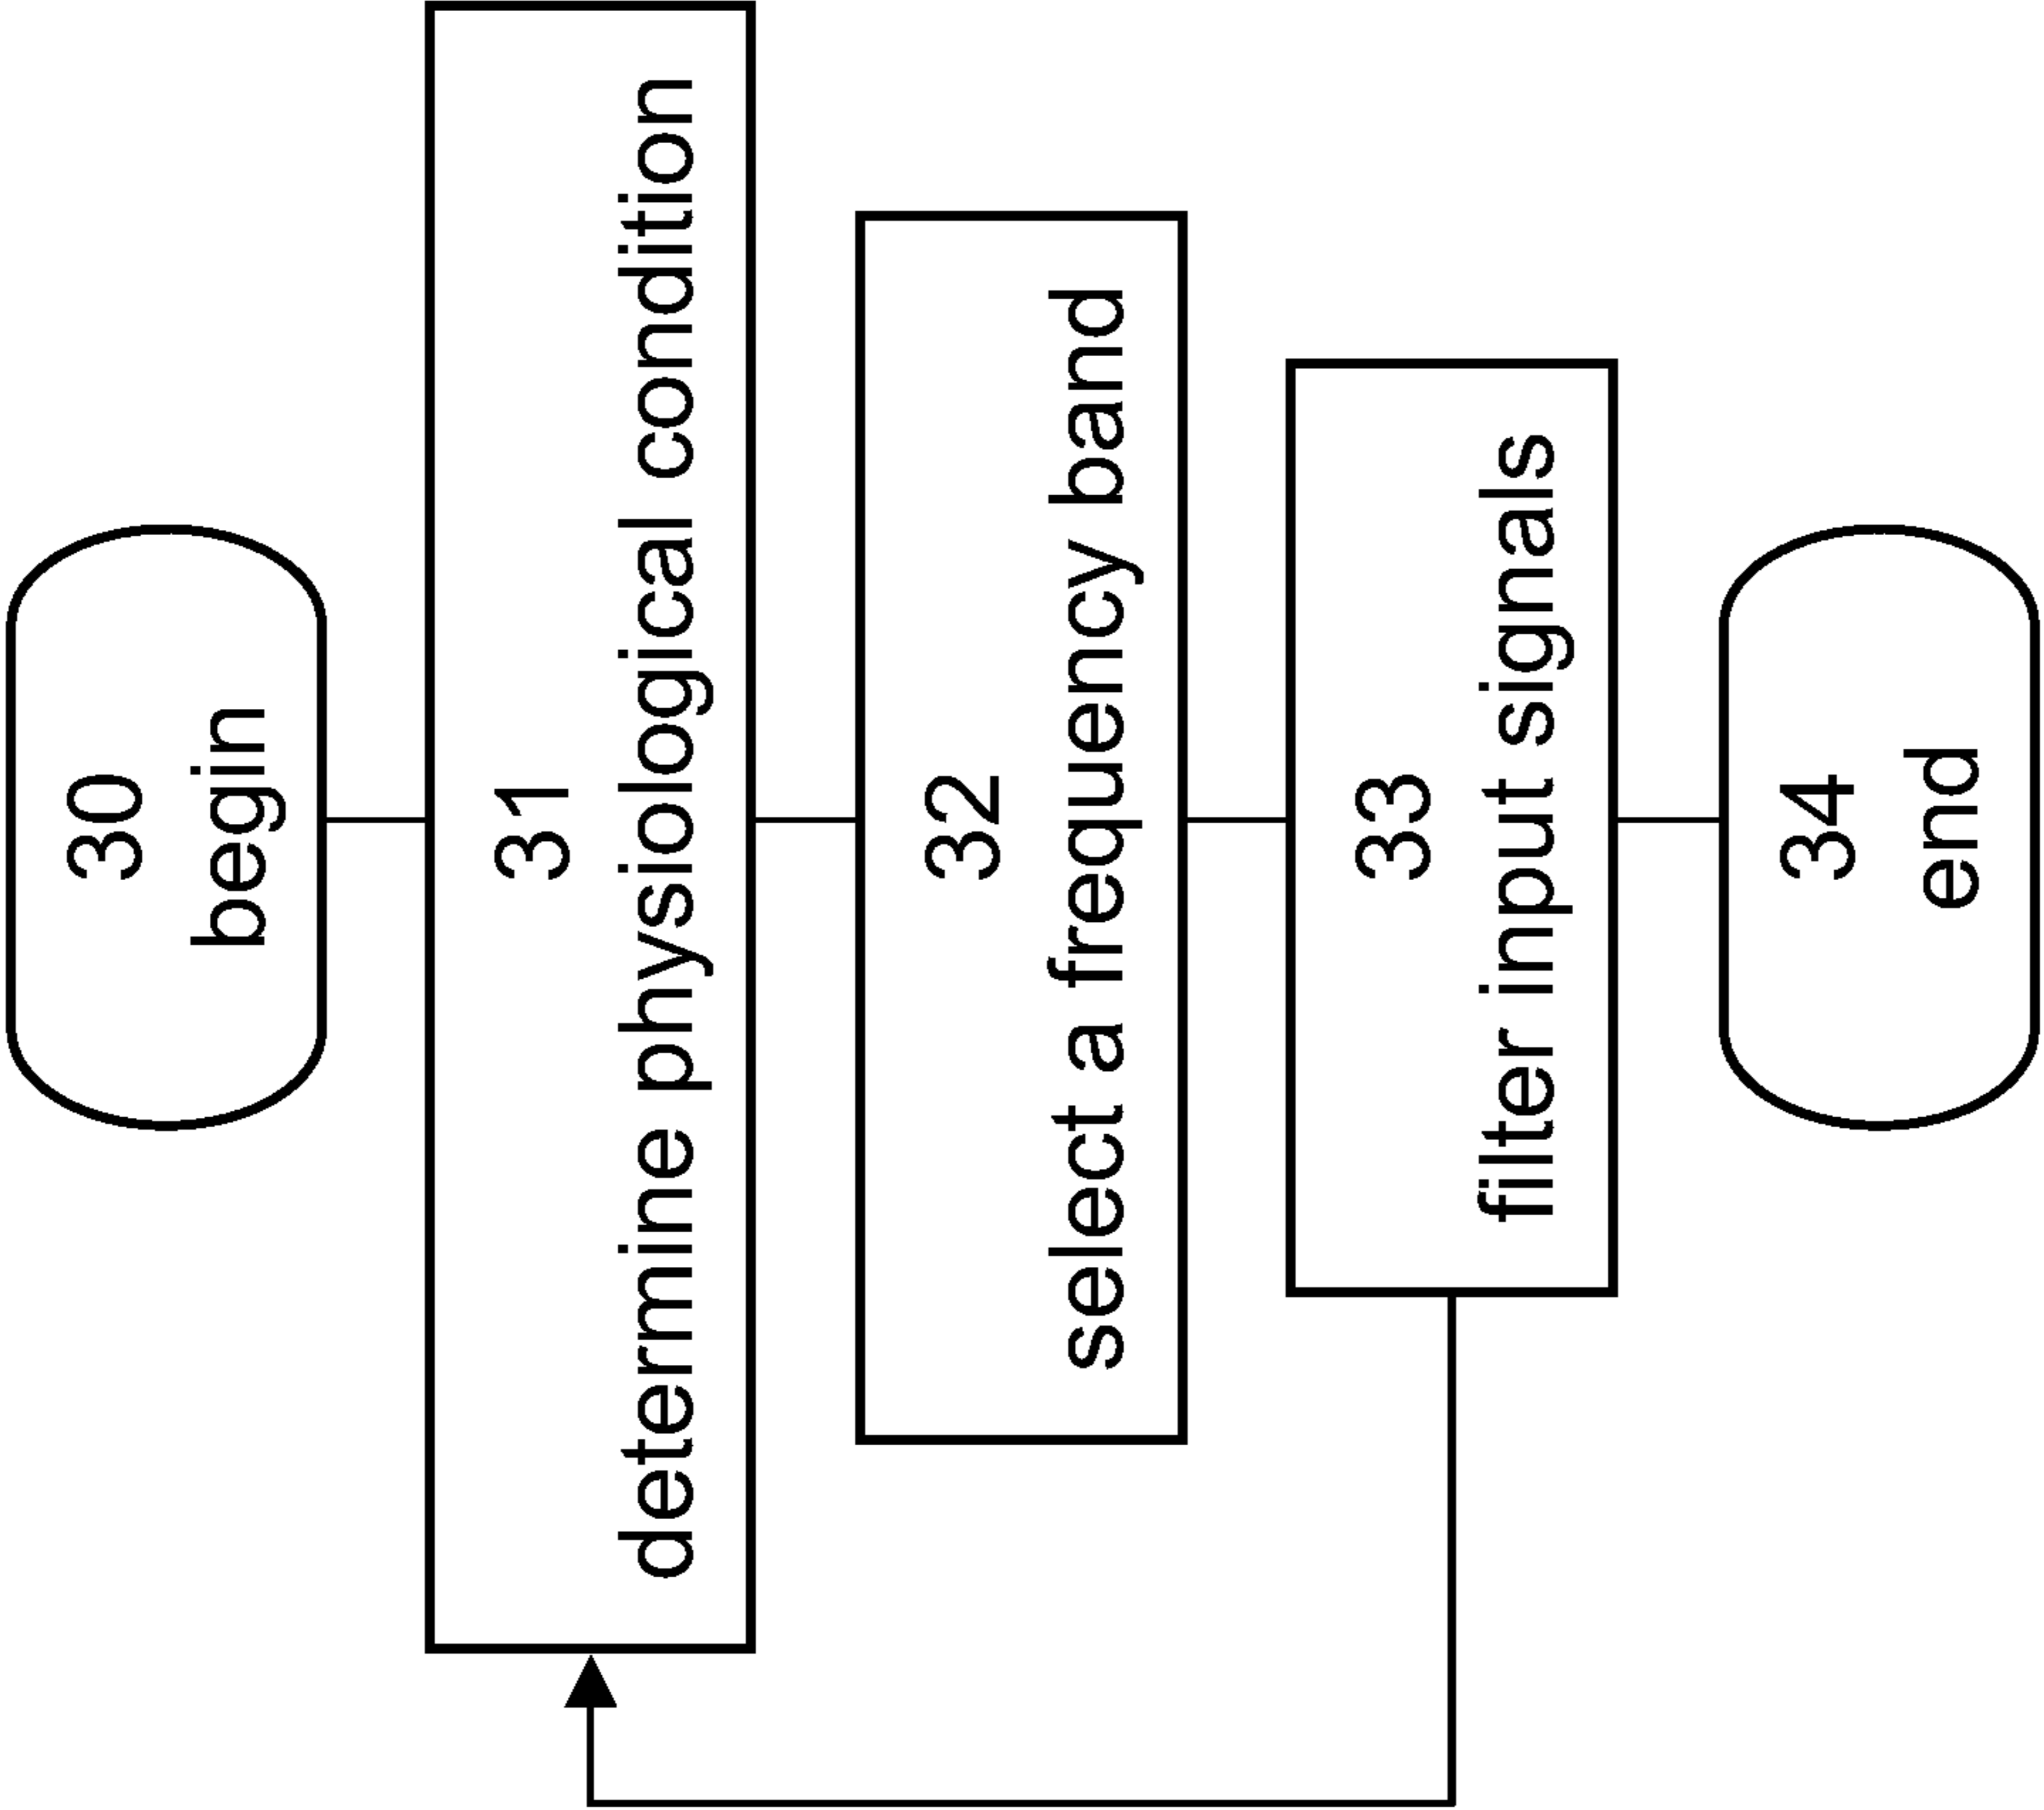 30
begin
31
determine physiological condition
32
select a frequency band
33
filter input signals
34
end